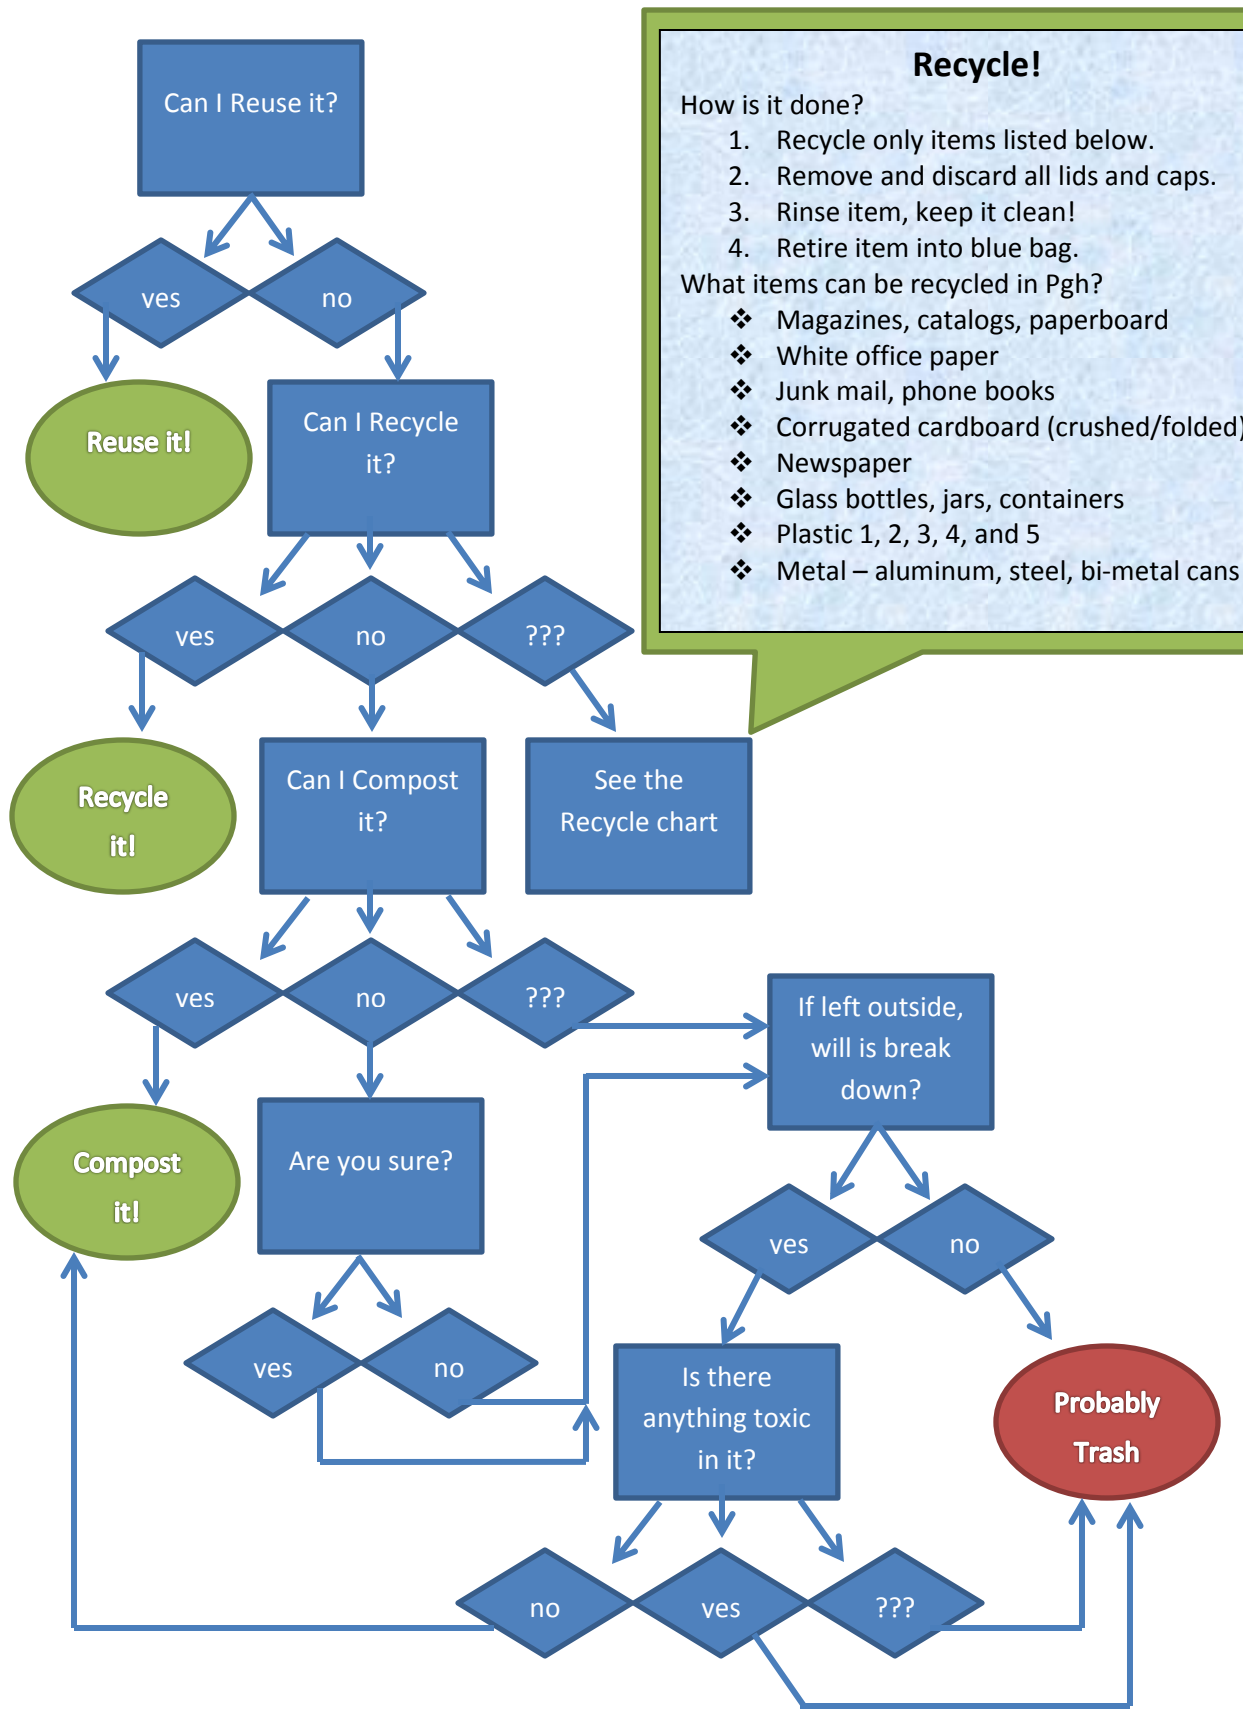 Can I Reuse it?
yes
no
Reuse it!
Can I Recycle
it?
yes
no
???
Recycle
it!
Can I Compost
it?
See the
Recycle chart
Recycle!
How is it done?
1. Recycle only items listed below.
2. Remove and discard all lids and caps.
3. Rinse item, keep it clean!
4. Retire item into blue bag.
What items can be recycled in Pgh?
❖ Magazines, catalogs, paperboard
❖ White office paper
❖ Junk mail, phone books
❖ Corrugated cardboard (crushed/folded)
❖ Newspaper
❖ Glass bottles, jars, containers
❖ Plastic 1, 2, 3, 4, and 5
❖ Metal – aluminum, steel, bi-metal cans
yes
no
???
Compost
it!
Are you sure?
yes
no
If left outside,
will is break
down?
yes
no
Is there
anything toxic
in it?
Probably
Trash
no
yes
???